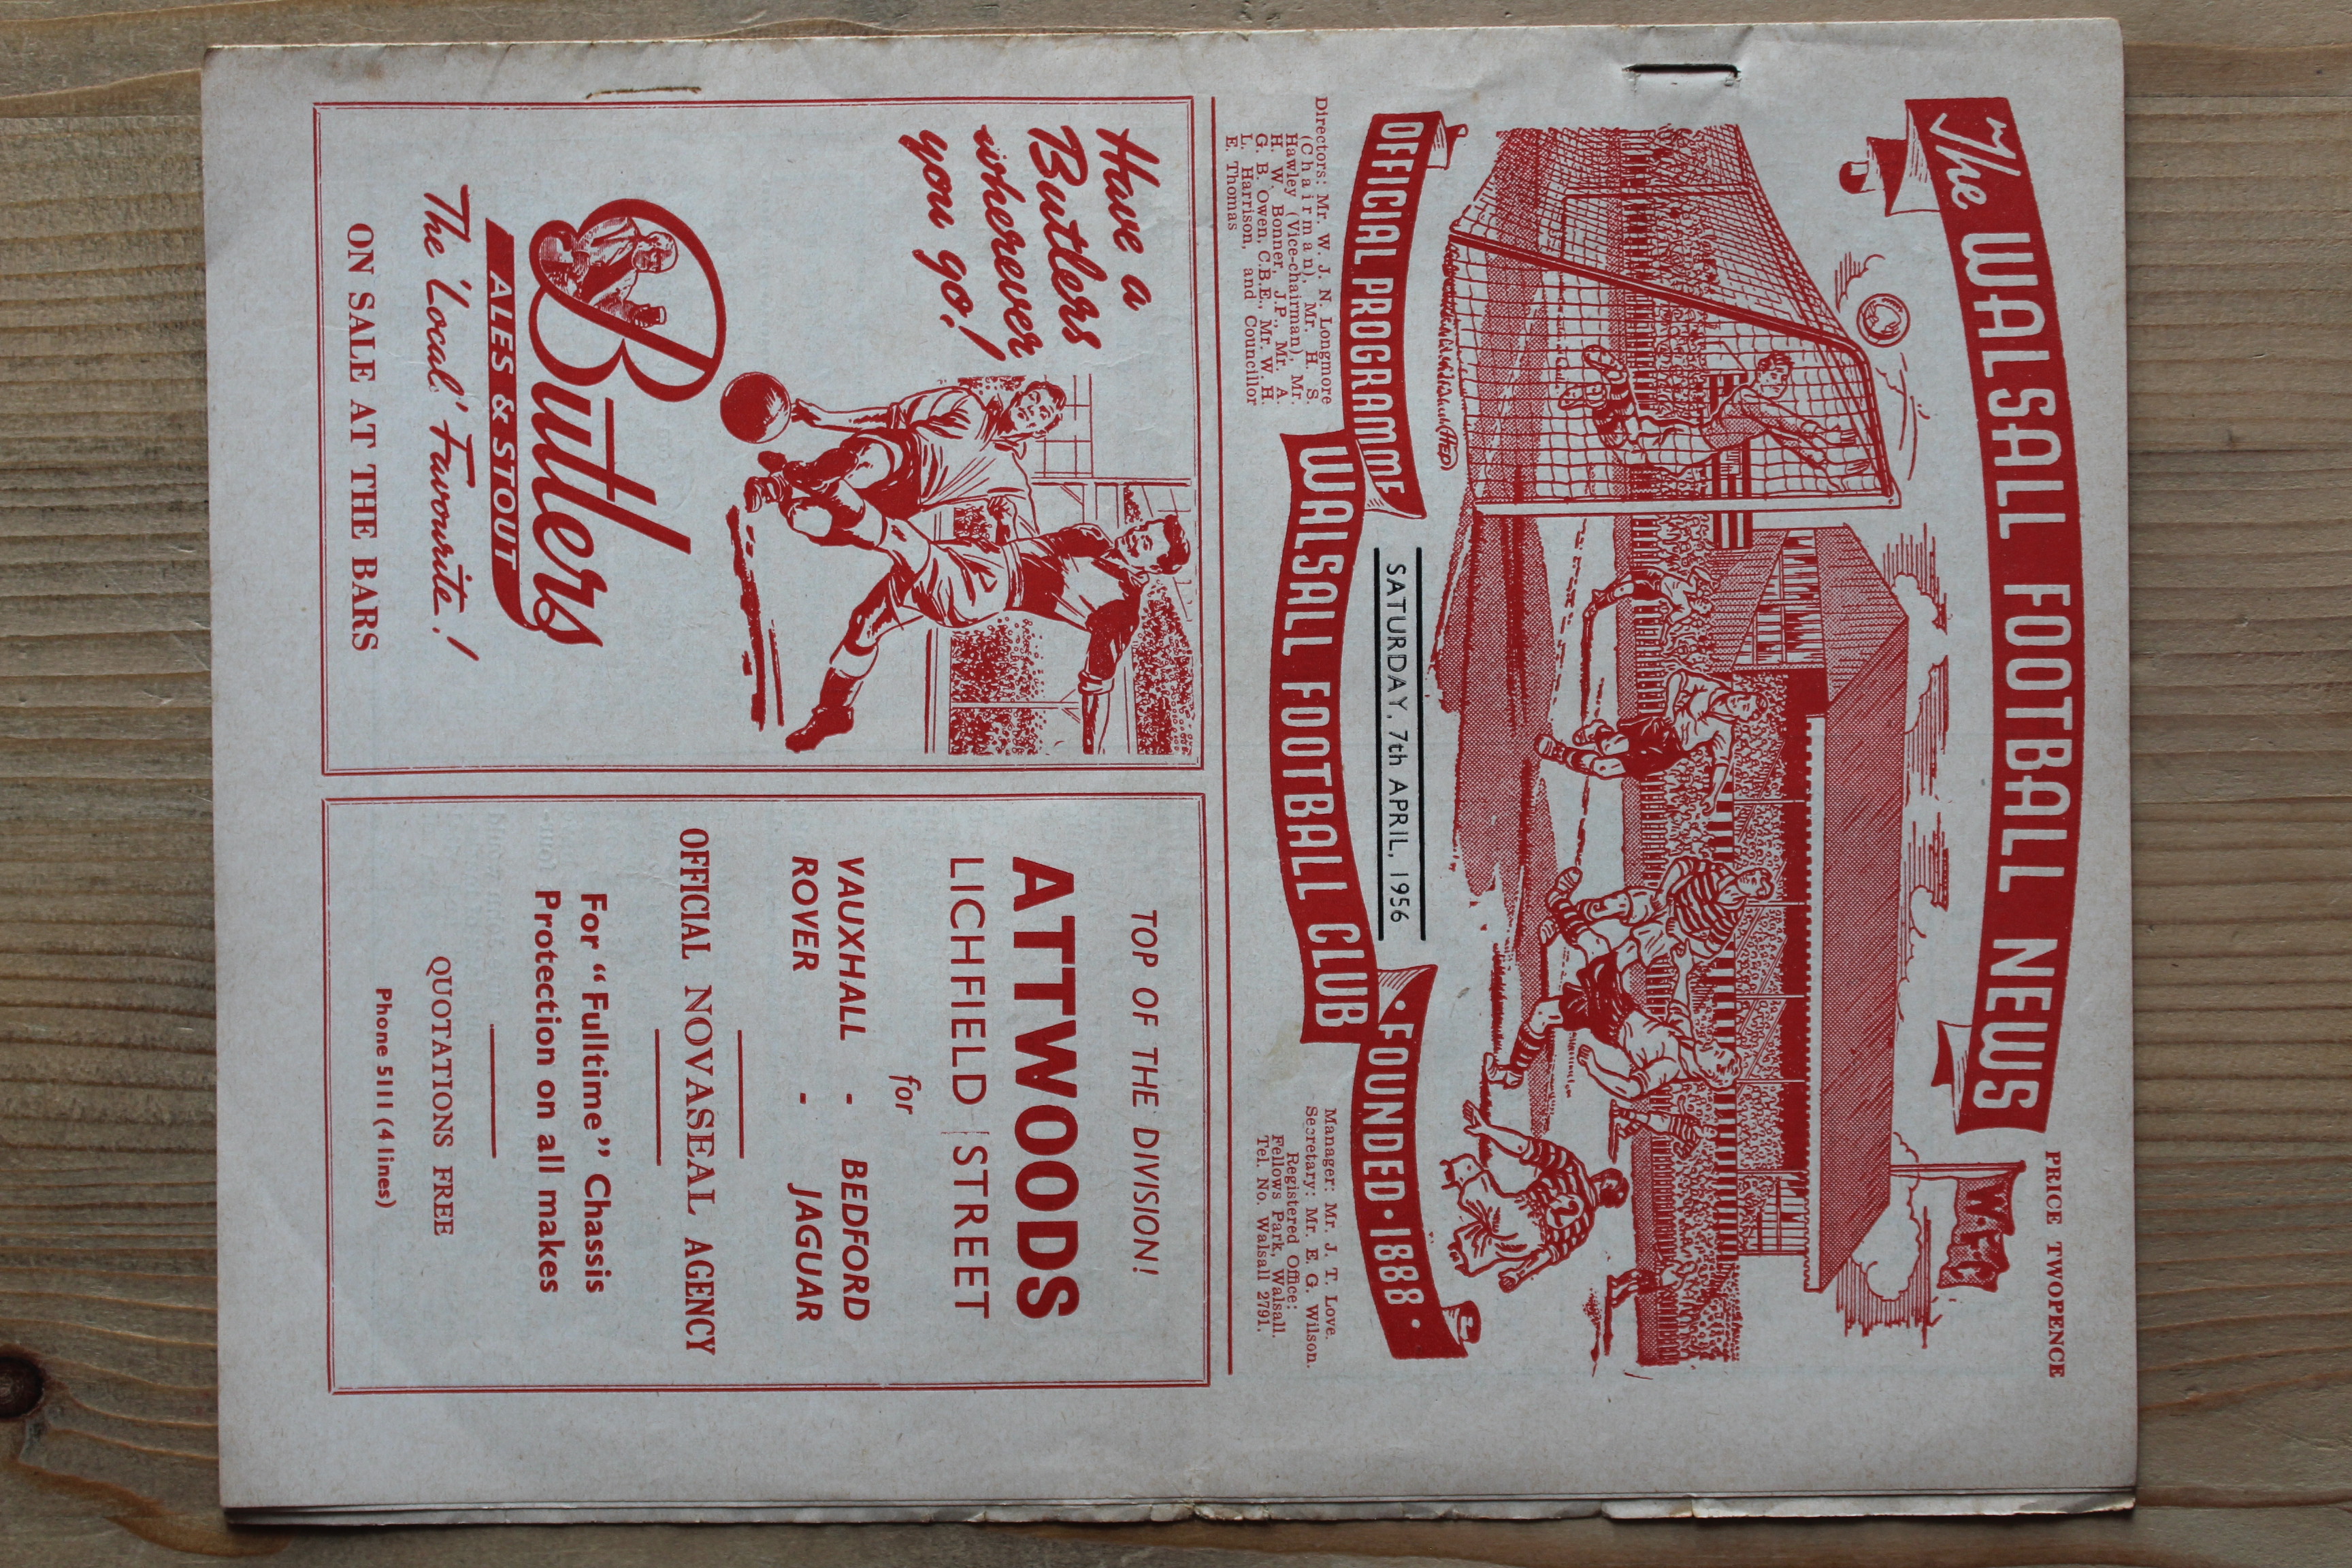 PRICE TWOPENCE
The WALSALL FOOTBALL NEWS
W.F.C
2
OFFICIAL PROGRAMME
SATURDAY, 7th APRIL, 1956
• FOUNDED • 1888 •
WALSALL FOOTBALL CLUB
Directors: Mr. W. J. N. Longmore
(Chairman), Mr. H. S.
Hawley (Vice-chairman), Mr.
H. W. Bonner, J.P., Mr. A.
G. B. Owen, C.B.E., Mr. W. H.
L. Harrison, and Councillor
E. Thomas
Manager: Mr. J. T. Love.
Secretary: Mr. E. G. Wilson.
Registered Office:
Fellows Park, Walsall.
Tel. No. Walsall 2791.
Have a
Butlers
wherever
you go!
Butlers
ALES & STOUT
The 'Local' Favourite!
ON SALE AT THE BARS
TOP OF THE DIVISION!
ATTWOODS
LICHFIELD STREET
for
VAUXHALL - BEDFORD
ROVER - JAGUAR
OFFICIAL NOVASEAL AGENCY
For "Fulltime" Chassis
Protection on all makes
QUOTATIONS FREE
Phone 5111 (4 lines)